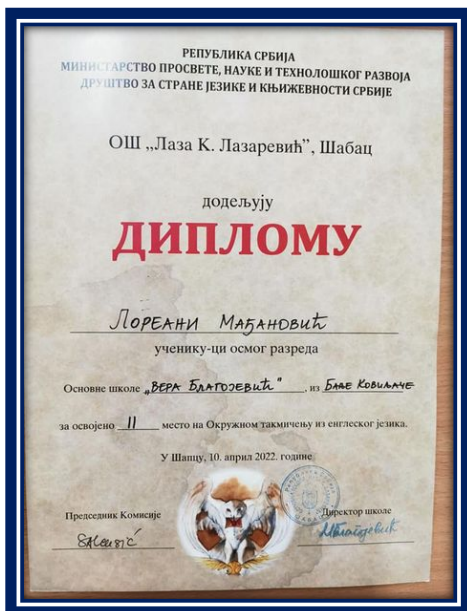 РЕПУБЛИКА СРБИЈА
МИНИСТАРСТВО ПРОСВЕТЕ, НАУКЕ И ТЕХНОЛОШКОГ РАЗВОЈА
ДРУШТВО ЗА СТРАНЕ ЈЕЗИКЕ И КЊИЖЕВНОСТИ СРБИЈЕ
ОШ „Лаза К. Лазаревић”, Шабац
додељују
ДИПЛОМУ
ЛОРЕАНИ МАЂАНОВИЋ
ученику-ци осмог разреда
Основне школе „ВЕРА БЛАГОЈЕВИЋ“, из БАЊЕ КОВИЉАЧЕ
за освојено II место на Окружном такмичењу из енглеског језика.
У Шапцу, 10. април 2022. године
Председник Комисије Директор школе